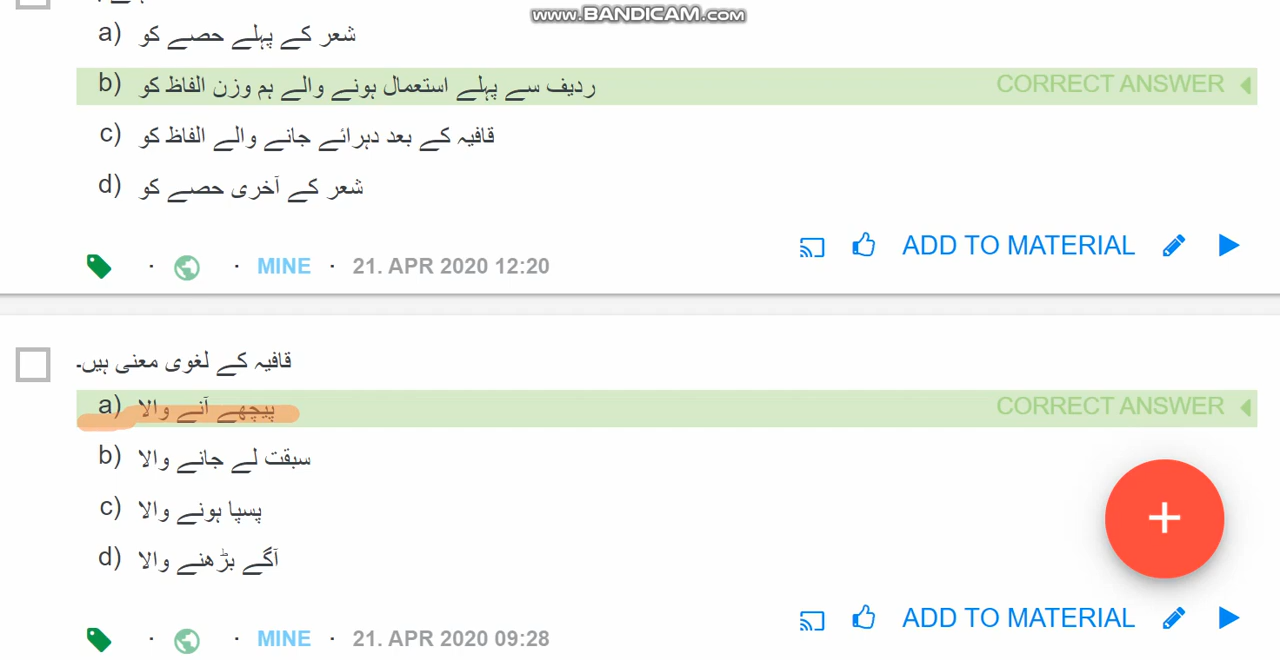 www.BANDICAM.com
a) شعر کے پہلے حصے کو
b) ردیف سے پہلے استعمال ہونے والے ہم وزن الفاظ کو CORRECT ANSWER
c) قافیہ کے بعد دہرائے جانے والے الفاظ کو
d) شعر کے آخری حصے کو
ADD TO MATERIAL
· · MINE · 21. APR 2020 12:20
قافیہ کے لغوی معنی ہیں۔
a) پیچھے آنے والا CORRECT ANSWER
b) سبقت لے جانے والا
c) پسپا ہونے والا
d) آگے بڑھنے والا
+
ADD TO MATERIAL
· · MINE · 21. APR 2020 09:28